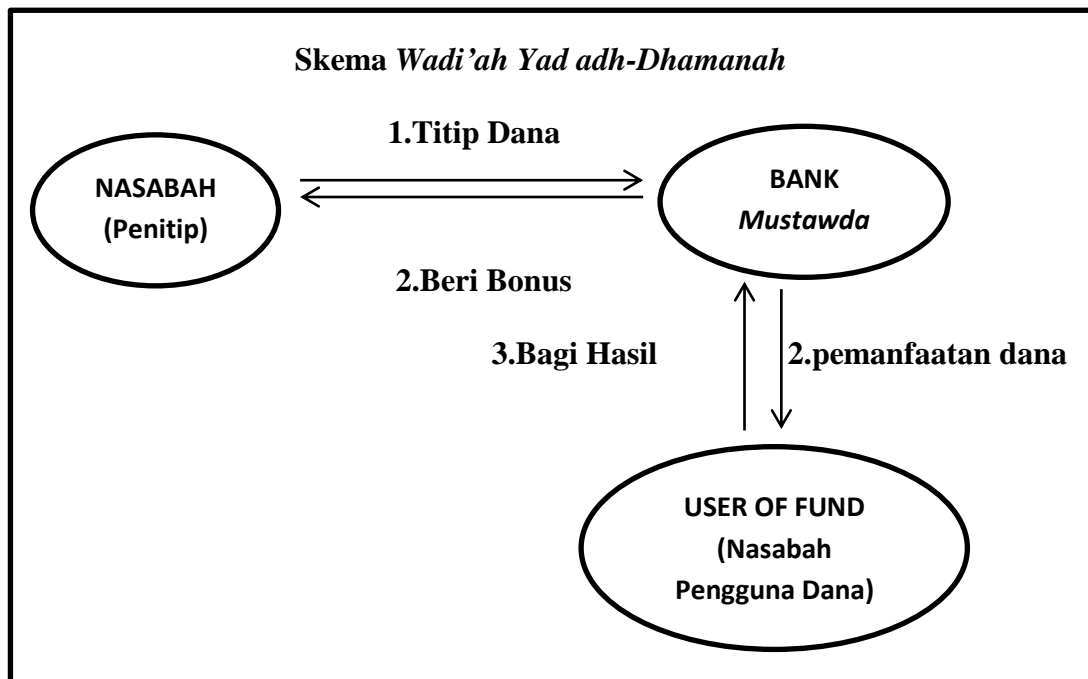 Skema Wadi’ah Yad adh-Dhamanah
1.Titip Dana
NASABAH
(Penitip)
BANK
Mustawda
2.Beri Bonus
3.Bagi Hasil
2.pemanfaatan dana
USER OF FUND
(Nasabah
Pengguna Dana)